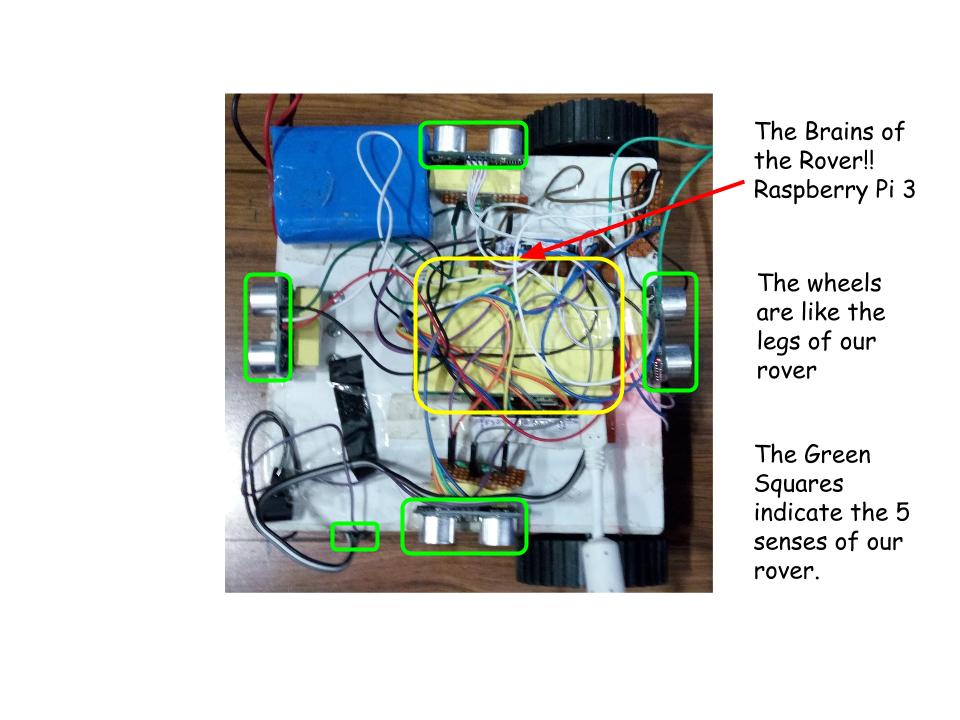 The Brains of
the Rover!!
Raspberry Pi 3
The wheels
are like the
legs of our
rover
The Green
Squares
indicate the 5
senses of our
rover.